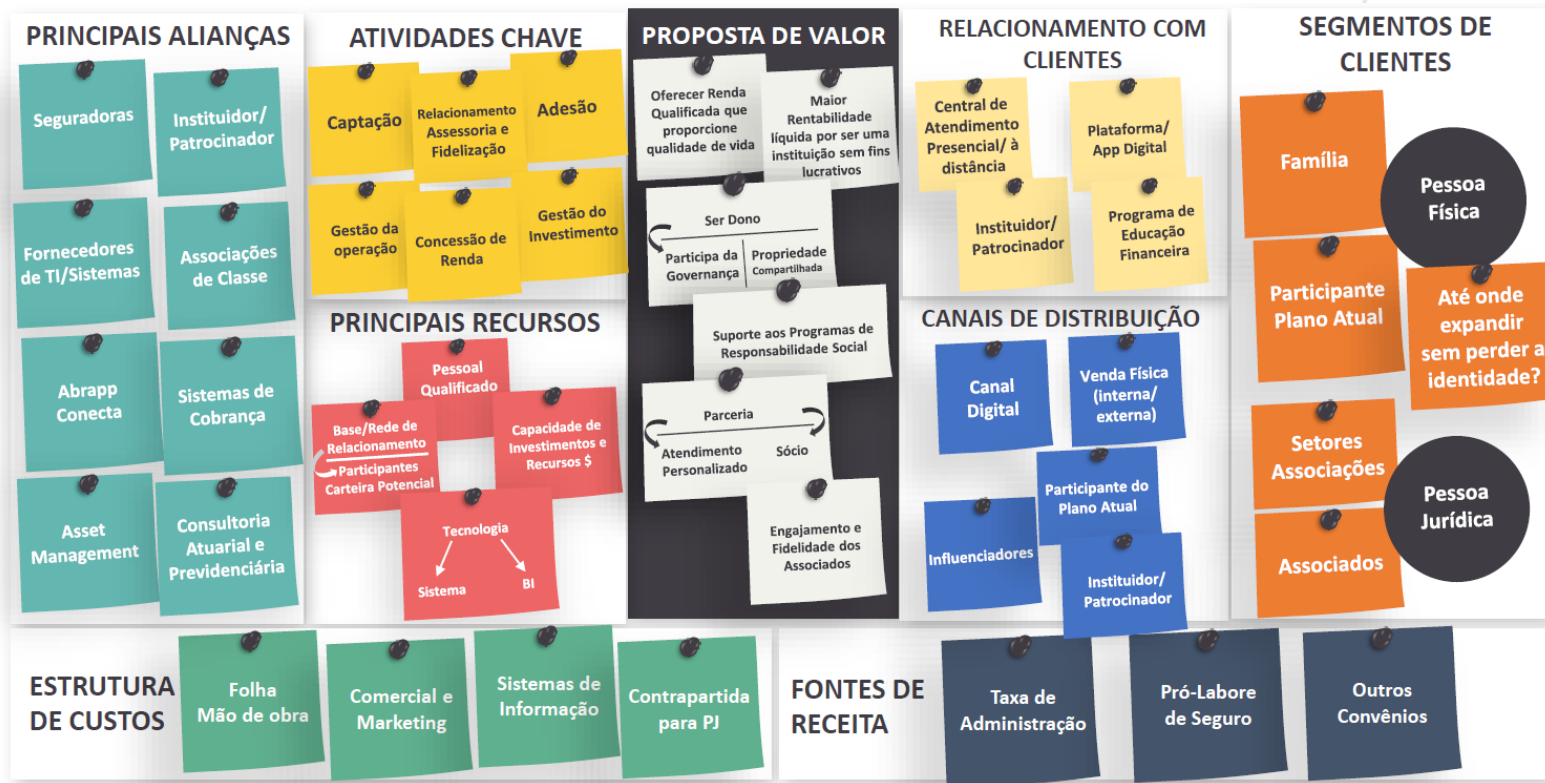 PRINCIPAIS ALIANÇAS
Seguradoras
Instituidor/
Patrocinador
Fornecedores
de TI/Sistemas
Associações
de Classe
Abrapp
Conecta
Sistemas de
Cobrança
Asset
Management
Consultoria
Atuarial e
Previdenciária
ATIVIDADES CHAVE
Captação
Relacionamento
Assessoria e
Fidelização
Adesão
Gestão da
operação
Concessão de
Renda
Gestão do
Investimento
PRINCIPAIS RECURSOS
Pessoal
Qualificado
Base/Rede de
Relacionamento
Participantes
Carteira Potencial
Capacidade de
Investimentos e
Recursos $
Tecnologia
Sistema
BI
PROPOSTA DE VALOR
Oferecer Renda
Qualificada que
proporcione
qualidade de vida
Maior
Rentabilidade
líquida por ser uma
instituição sem fins
lucrativos
Ser Dono
Participa da
Governança
Propriedade
Compartilhada
Suporte aos Programas de
Responsabilidade Social
Parceria
Atendimento
Personalizado
Sócio
Engajamento e
Fidelidade dos
Associados
RELACIONAMENTO COM
CLIENTES
Central de
Atendimento
Presencial/ à
distância
Plataforma/
App Digital
Instituidor/
Patrocinador
Programa de
Educação
Financeira
CANAIS DE DISTRIBUIÇÃO
Canal
Digital
Venda Física
(interna/
externa)
Participante do
Plano Atual
Influenciadores
Instituidor/
Patrocinador
SEGMENTOS DE
CLIENTES
Família
Pessoa
Física
Participante
Plano Atual
Até onde
expandir
sem perder a
identidade?
Setores
Associações
Pessoa
Jurídica
Associados
ESTRUTURA
DE CUSTOS
Folha
Mão de obra
Comercial e
Marketing
Sistemas de
Informação
Contrapartida
para PJ
FONTES DE
RECEITA
Taxa de
Administração
Pró-Labore
de Seguro
Outros
Convênios